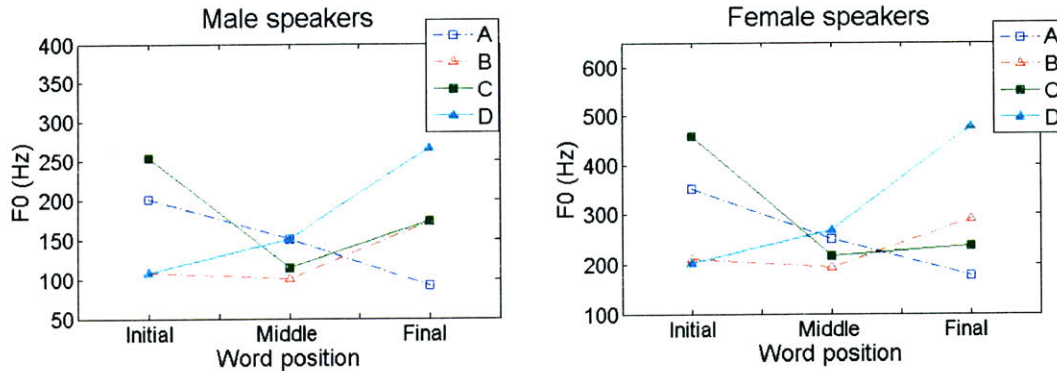 Male speakers
400
350
300
250
200
150
100
50
F0 (Hz)
Initial
Middle
Final
Word position
A
B
C
D
Female speakers
600
500
400
300
200
100
F0 (Hz)
Initial
Middle
Final
Word position
A
B
C
D